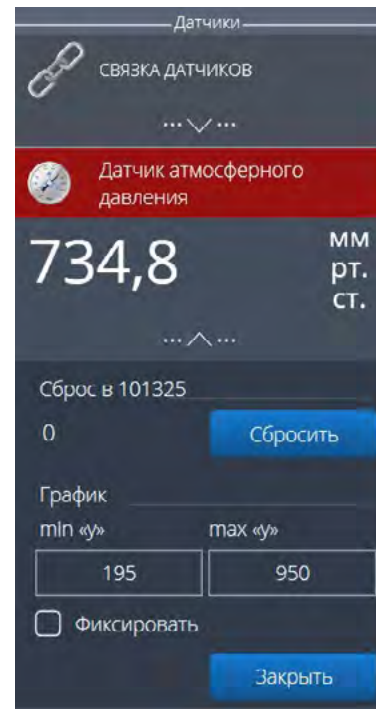 Датчики
СВЯЗКА ДАТЧИКОВ
Датчик атмосферного
давления
734,8 мм
рт.
ст.
Сброс в 101325
0 Сбросить
График
min «y» max «y»
195 950
Фиксировать
Закрыть